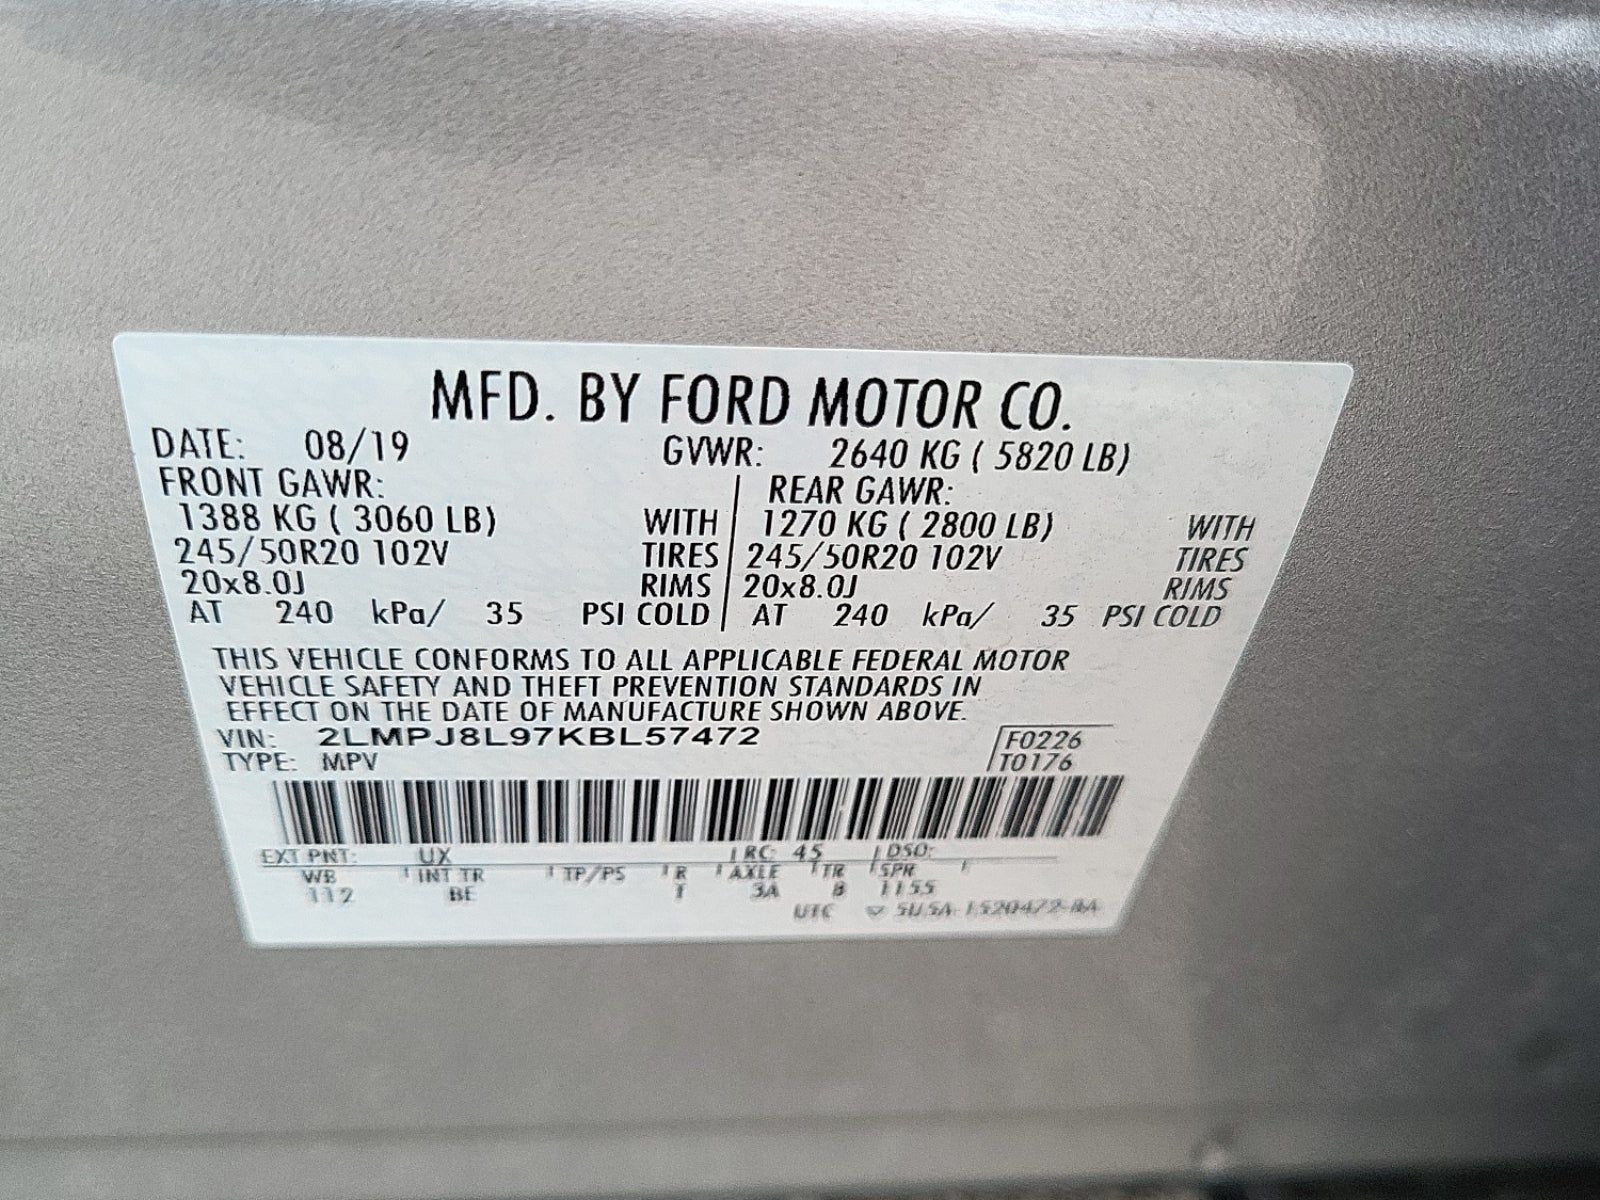 MFD. BY FORD MOTOR CO.
DATE: 08/19 GVWR: 2640 KG ( 5820 LB)
FRONT GAWR: REAR GAWR:
1388 KG ( 3060 LB) WITH 1270 KG ( 2800 LB) WITH
245/50R20 102V TIRES 245/50R20 102V TIRES
20x8.0J RIMS 20x8.0J RIMS
AT 240 kPa/ 35 PSI COLD AT 240 kPa/ 35 PSI COLD
THIS VEHICLE CONFORMS TO ALL APPLICABLE FEDERAL MOTOR
VEHICLE SAFETY AND THEFT PREVENTION STANDARDS IN
EFFECT ON THE DATE OF MANUFACTURE SHOWN ABOVE.
VIN: 2LMPJ8L97KBL57472 F0226
TYPE: MPV T0176
EXT PNT: UX RC: 45 DSO:
WB INT TR TP/PS R AXLE TR SPR
112 BE T 3A 8 1155
UTC